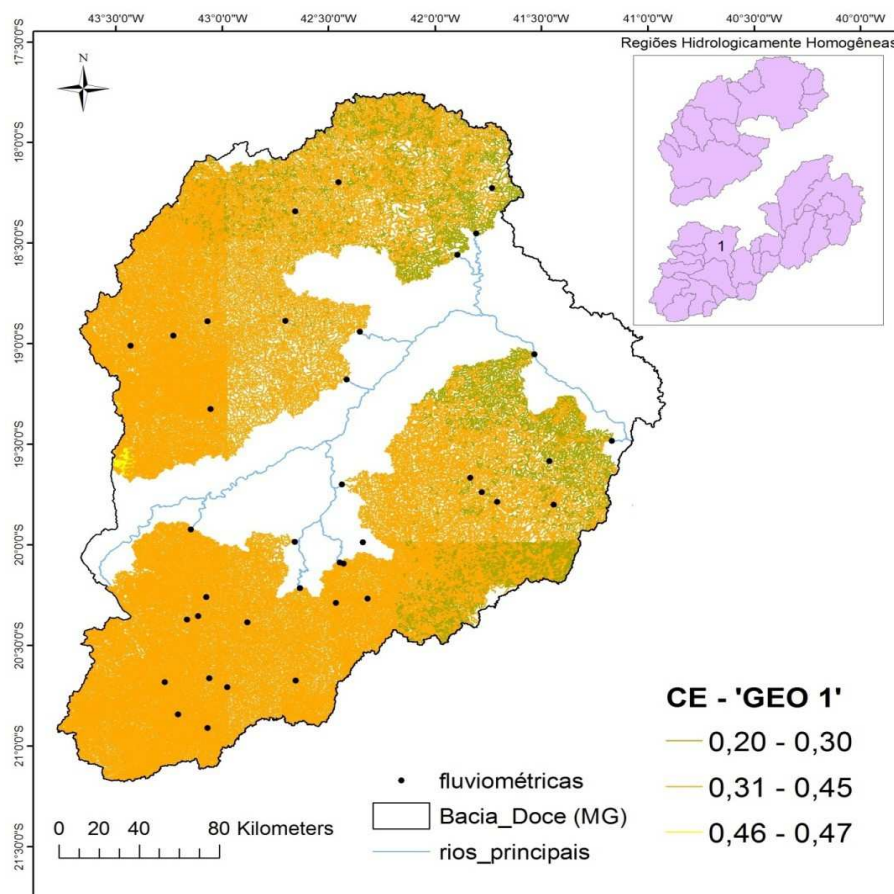 43°30'0"S 43°0'0"S 42°30'0"S 42°0'0"S 41°30'0"S 41°0'0"S 40°30'0"S 40°0'0"S
17°30'0"S
Regiões Hidrologicamente Homogêneas
N
18°0'0"S
1
18°30'0"S
19°0'0"S
19°30'0"S
20°0'0"S
20°30'0"S
21°0'0"S
21°30'0"S
CE - 'GEO 1'
0,20 - 0,30
0,31 - 0,45
0,46 - 0,47
fluviométricas
Bacia_Doce (MG)
rios_principais
0 20 40 80 Kilometers